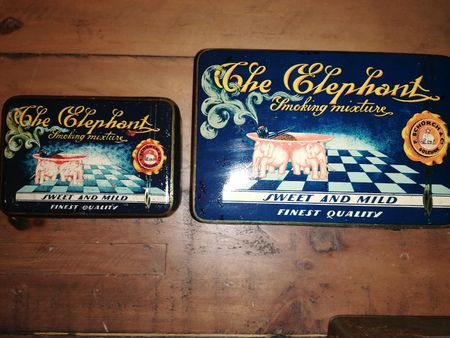 The Elephant
Smoking mixture
SWEET AND MILD
FINEST QUALITY
The Elephant
Smoking mixture
SWEET AND MILD
FINEST QUALITY